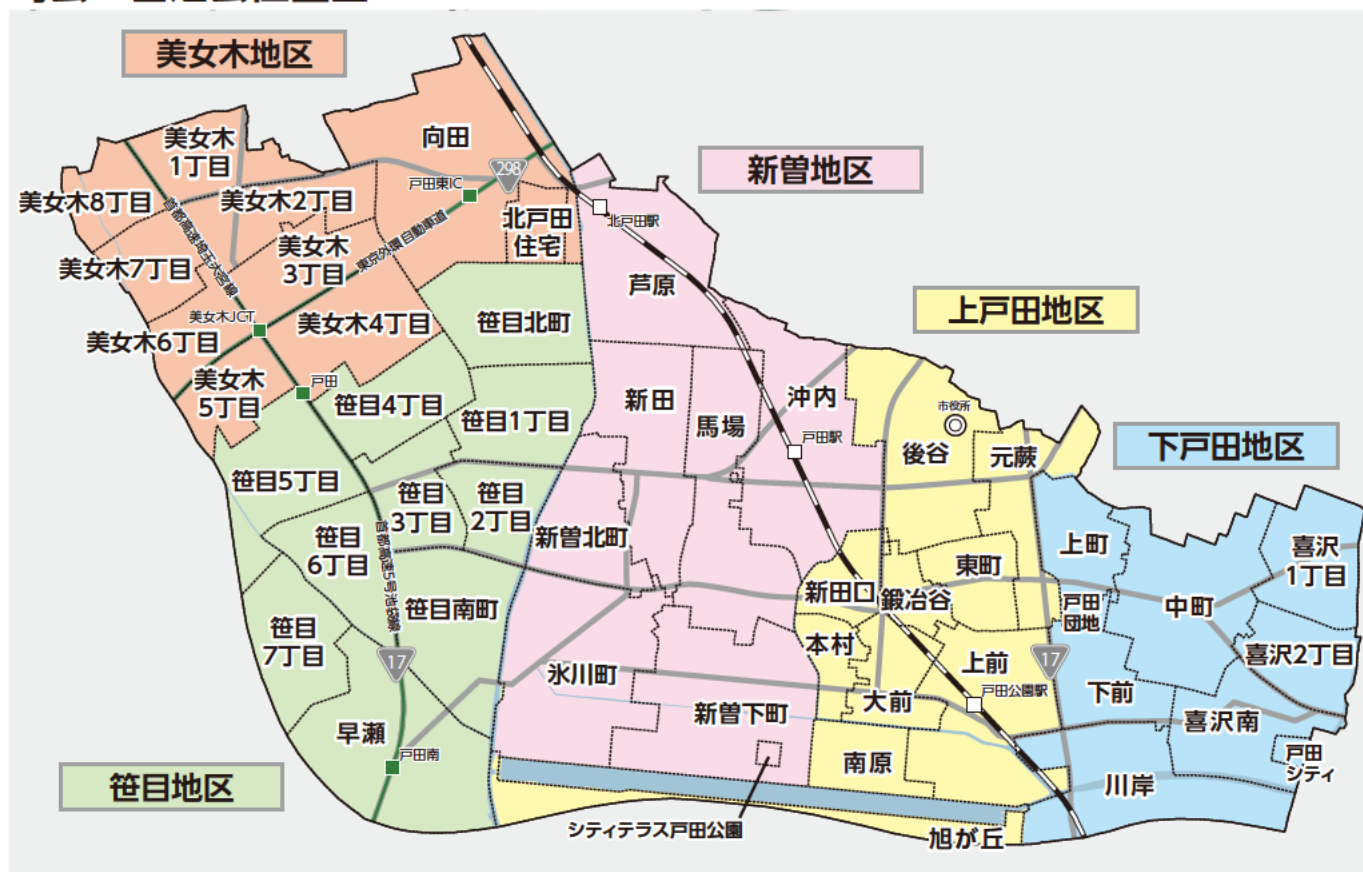 美女木地区
美女木
1丁目
向田
298
戸田東IC
新曽地区
美女木8丁目
美女木2丁目
首都高速埼玉大宮線
東京外環自動車道
北戸田
住宅
北戸田駅
美女木7丁目
美女木
3丁目
芦原
美女木JCT
美女木4丁目
笹目北町
上戸田地区
美女木6丁目
美女木
5丁目
戸田
笹目4丁目
笹目1丁目
新田
馬場
沖内
戸田駅
市役所
後谷
元蕨
下戸田地区
笹目5丁目
笹目
3丁目
笹目
2丁目
笹目
6丁目
首都高速5号池袋線
新曽北町
上町
喜沢
1丁目
東町
新田口
鍛冶谷
戸田
団地
中町
笹目南町
笹目
7丁目
17
本村
上前
17
喜沢2丁目
氷川町
大前
戸田公園駅
下前
新曽下町
喜沢南
早瀬
戸田南
南原
戸田
シティ
川岸
笹目地区
シティテラス戸田公園
旭が丘